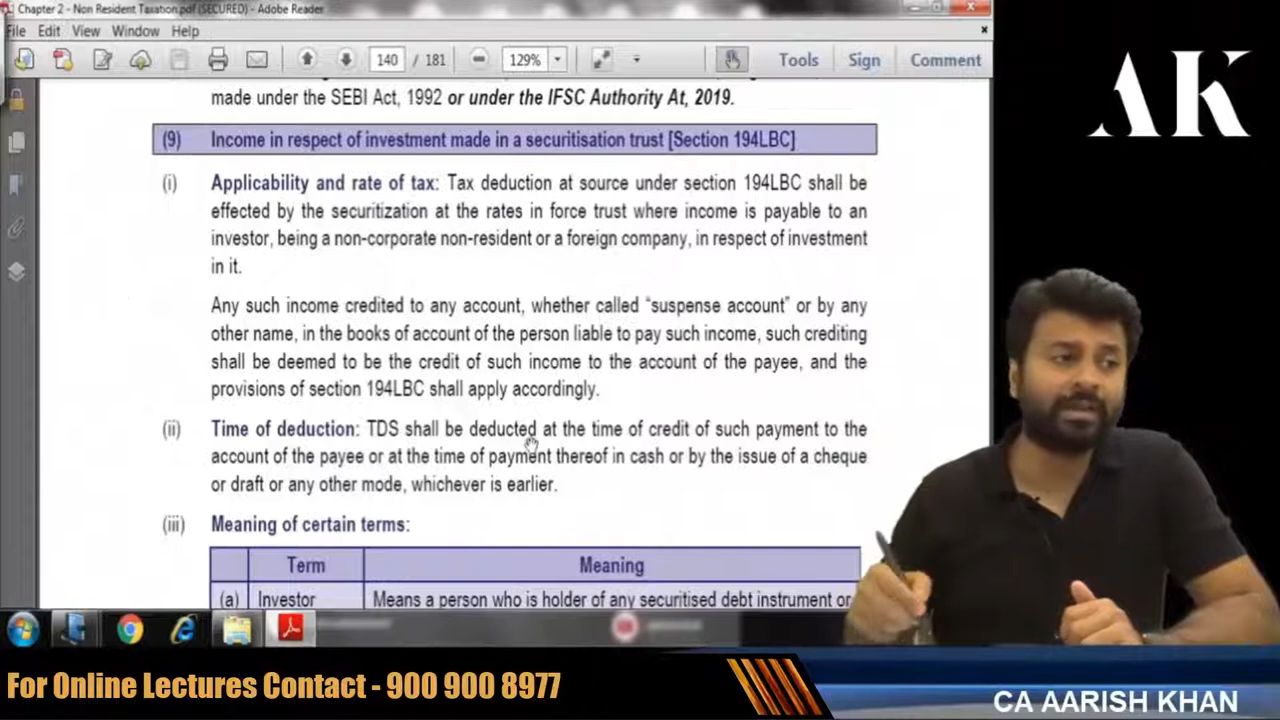 Chapter 2 - Non Resident Taxation.pdf (SECURED) - Adobe Reader
File Edit View Window Help
140 / 181 129% Tools Sign Comment
AK
made under the SEBI Act, 1992 or under the IFSC Authority At, 2019.
(9) Income in respect of investment made in a securitisation trust [Section 194LBC]
(i) Applicability and rate of tax: Tax deduction at source under section 194LBC shall be
effected by the securitization at the rates in force trust where income is payable to an
investor, being a non-corporate non-resident or a foreign company, in respect of investment
in it.
Any such income credited to any account, whether called “suspense account” or by any
other name, in the books of account of the person liable to pay such income, such crediting
shall be deemed to be the credit of such income to the account of the payee, and the
provisions of section 194LBC shall apply accordingly.
(ii) Time of deduction: TDS shall be deducted at the time of credit of such payment to the
account of the payee or at the time of payment thereof in cash or by the issue of a cheque
or draft or any other mode, whichever is earlier.
(iii) Meaning of certain terms:
Term Meaning
(a) Investor Means a person who is holder of any securitised debt instrument or
For Online Lectures Contact - 900 900 8977
CA AARISH KHAN